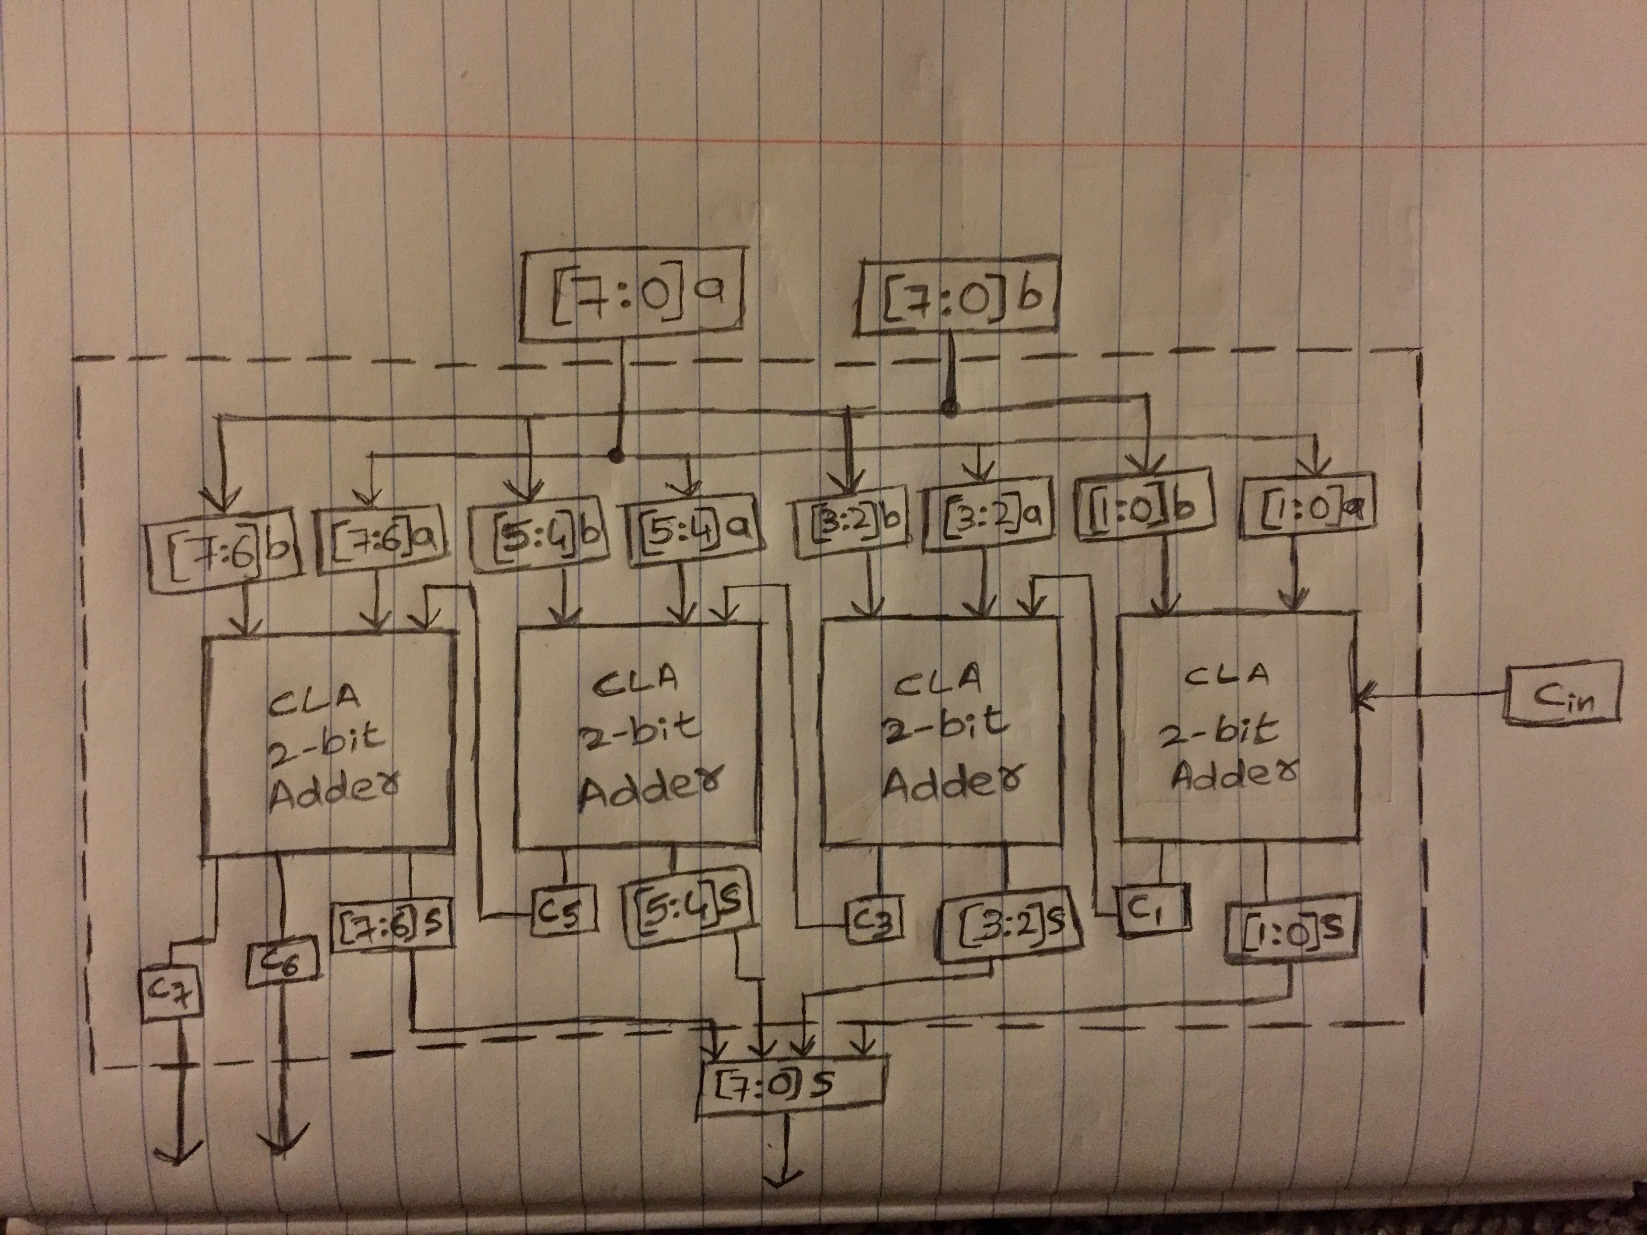 [7:0]a
[7:0]b
[7:6]b
[7:6]a
[5:4]b
[5:4]a
[3:2]b
[3:2]a
[1:0]b
[1:0]a
CLA
2-bit
Adder
CLA
2-bit
Adder
CLA
2-bit
Adder
CLA
2-bit
Adder
Cin
C7
C6
[7:6]S
C5
[5:4]S
C3
[3:2]S
C1
[1:0]S
[7:0]S